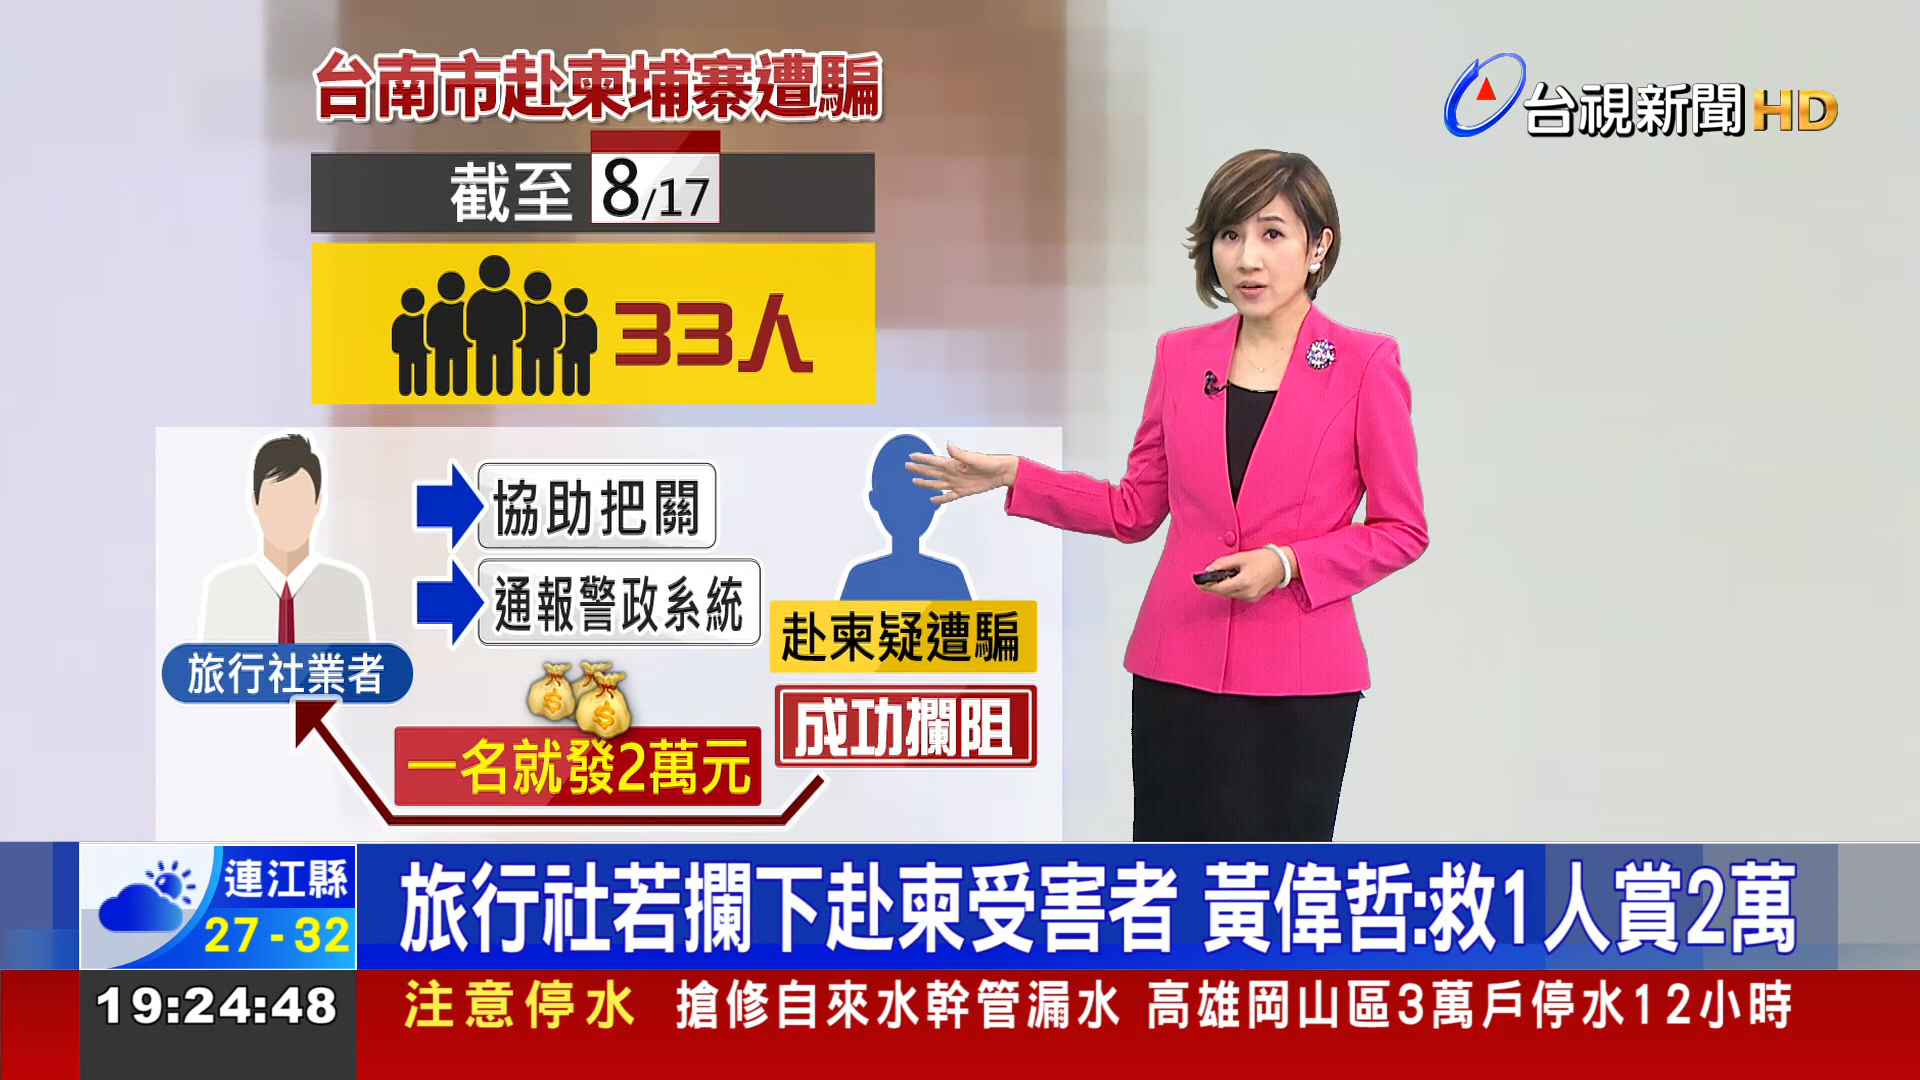 台南市赴柬埔寨遭騙
台視新聞HD
截至 8/17
33人
協助把關
通報警政系統
旅行社業者
赴柬疑遭騙
成功攔阻
一名就發2萬元
連江縣
27-32
旅行社若攔下赴柬受害者 黃偉哲:救1人賞2萬
19:24:48
注意停水 搶修自來水幹管漏水 高雄岡山區3萬戶停水12小時